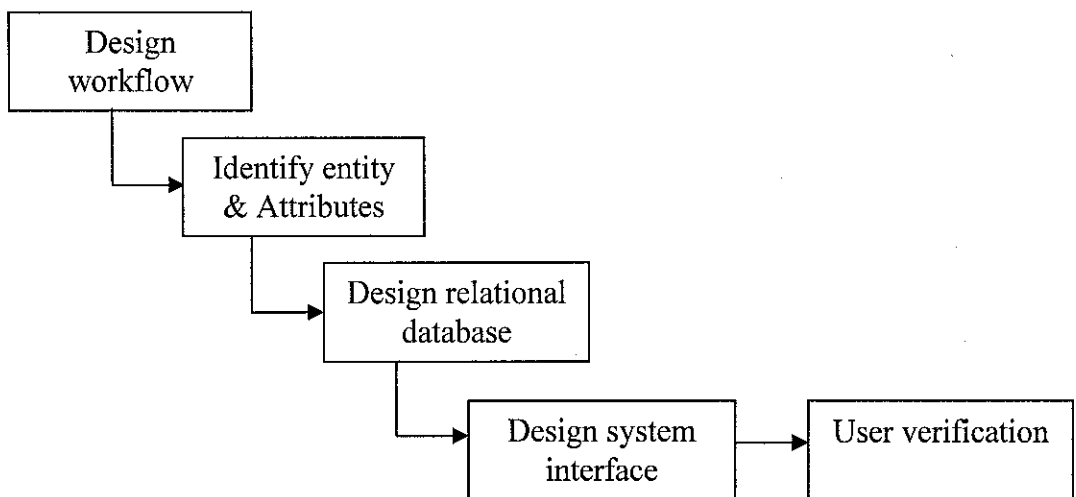 Design
workflow
Identify entity
& Attributes
Design relational
database
Design system
interface
User verification